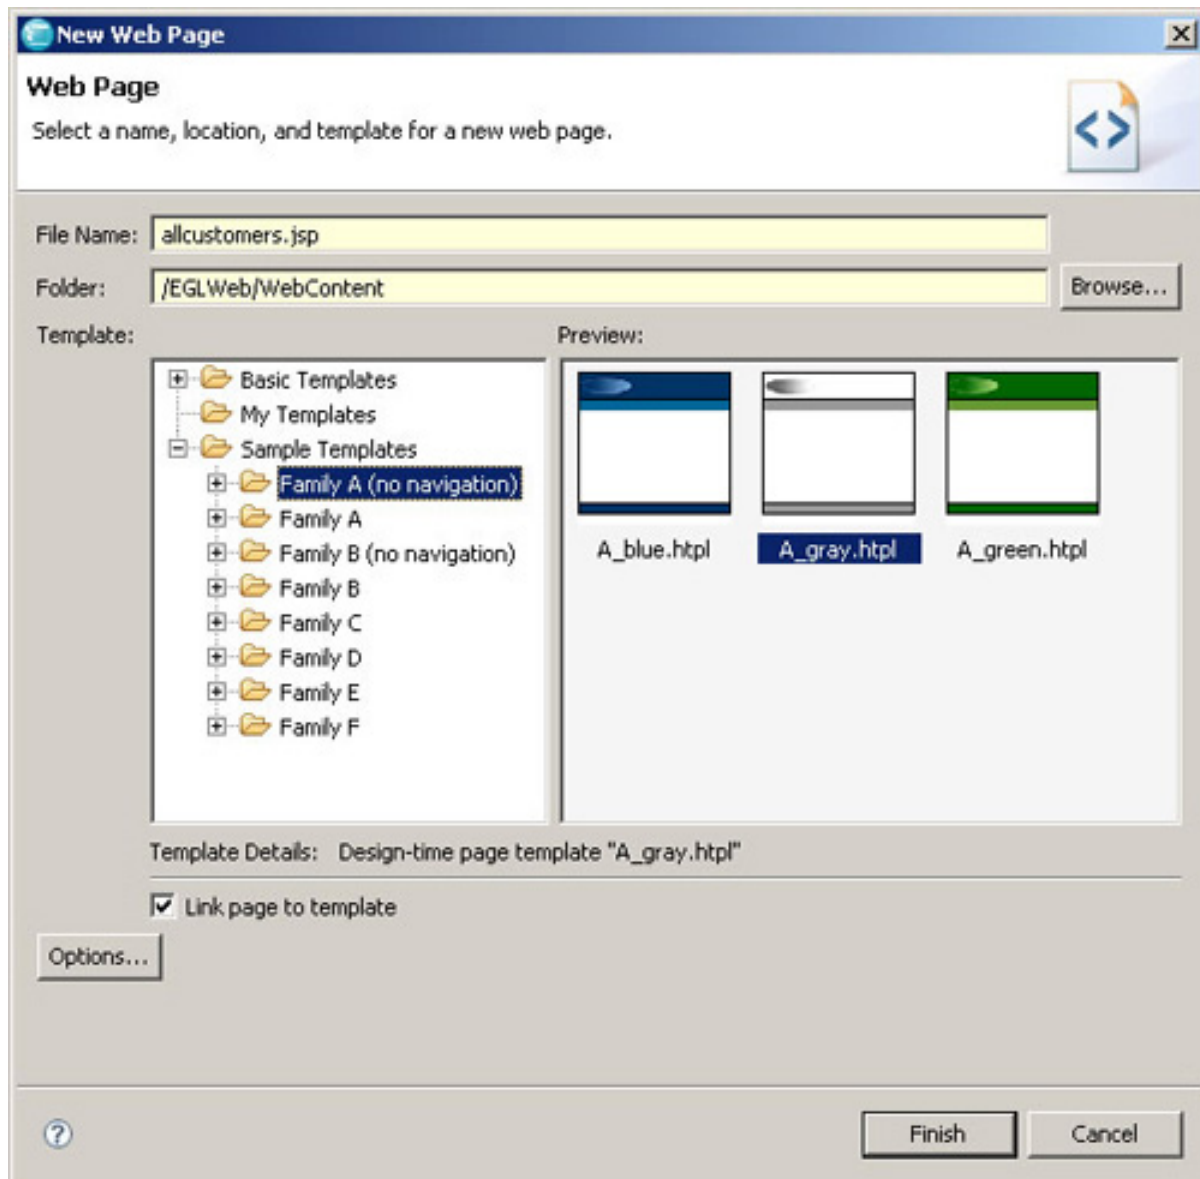 New Web Page
Web Page
Select a name, location, and template for a new web page.
File Name: allcustomers.jsp
Folder: /EGLWeb/WebContent Browse...
Template: Preview:
Basic Templates
My Templates
Sample Templates
Family A (no navigation)
Family A
Family B (no navigation)
Family B
Family C
Family D
Family E
Family F
A_blue.htpl A_gray.htpl A_green.htpl
Template Details: Design-time page template "A_gray.htpl"
Link page to template
Options...
? Finish Cancel